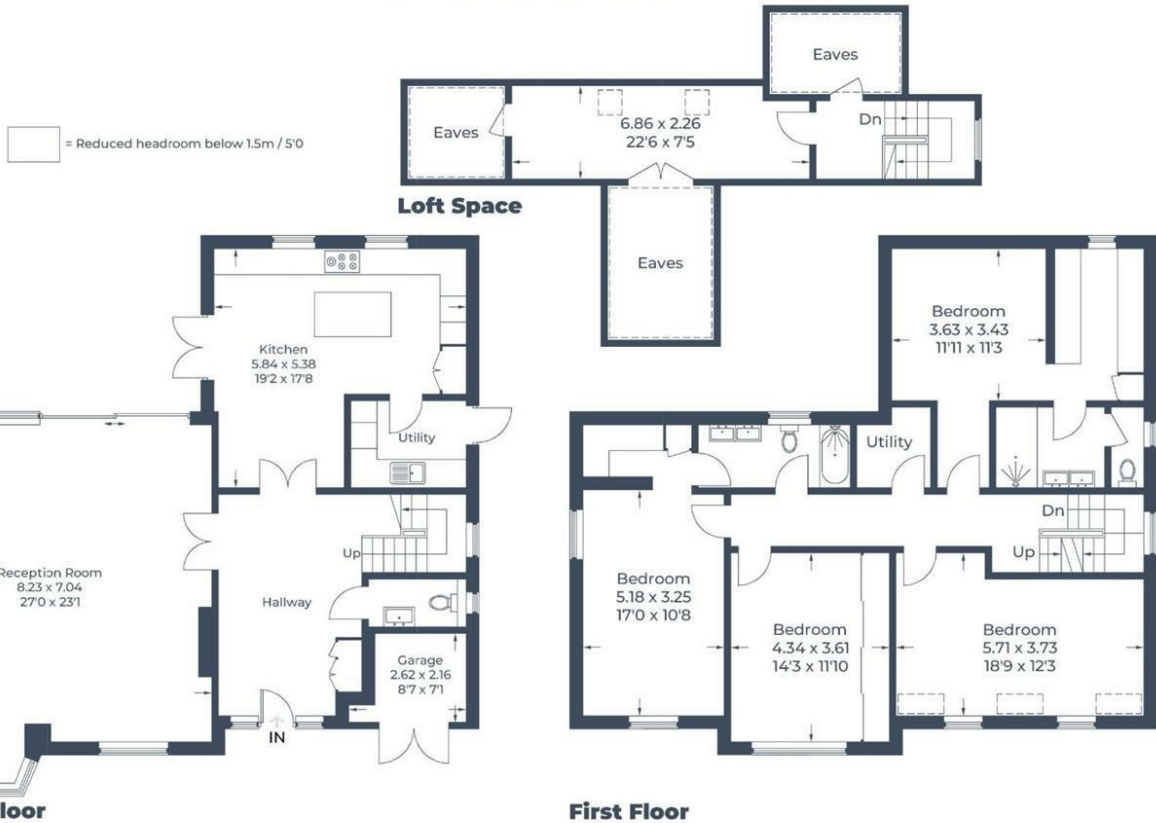 Eaves
Eaves
6.86 x 2.26
22'6 x 7'5
Dn
= Reduced headroom below 1.5m / 5'0
Loft Space
Eaves
Kitchen
5.84 x 5.38
19'2 x 17'8
Utility
Up
Reception Room
8.23 x 7.04
27'0 x 23'1
Hallway
Garage
2.62 x 2.16
8'7 x 7'1
IN
loor
Bedroom
3.63 x 3.43
11'11 x 11'3
Utility
Dn
Up
Bedroom
5.18 x 3.25
17'0 x 10'8
Bedroom
4.34 x 3.61
14'3 x 11'10
Bedroom
5.71 x 3.73
18'9 x 12'3
First Floor